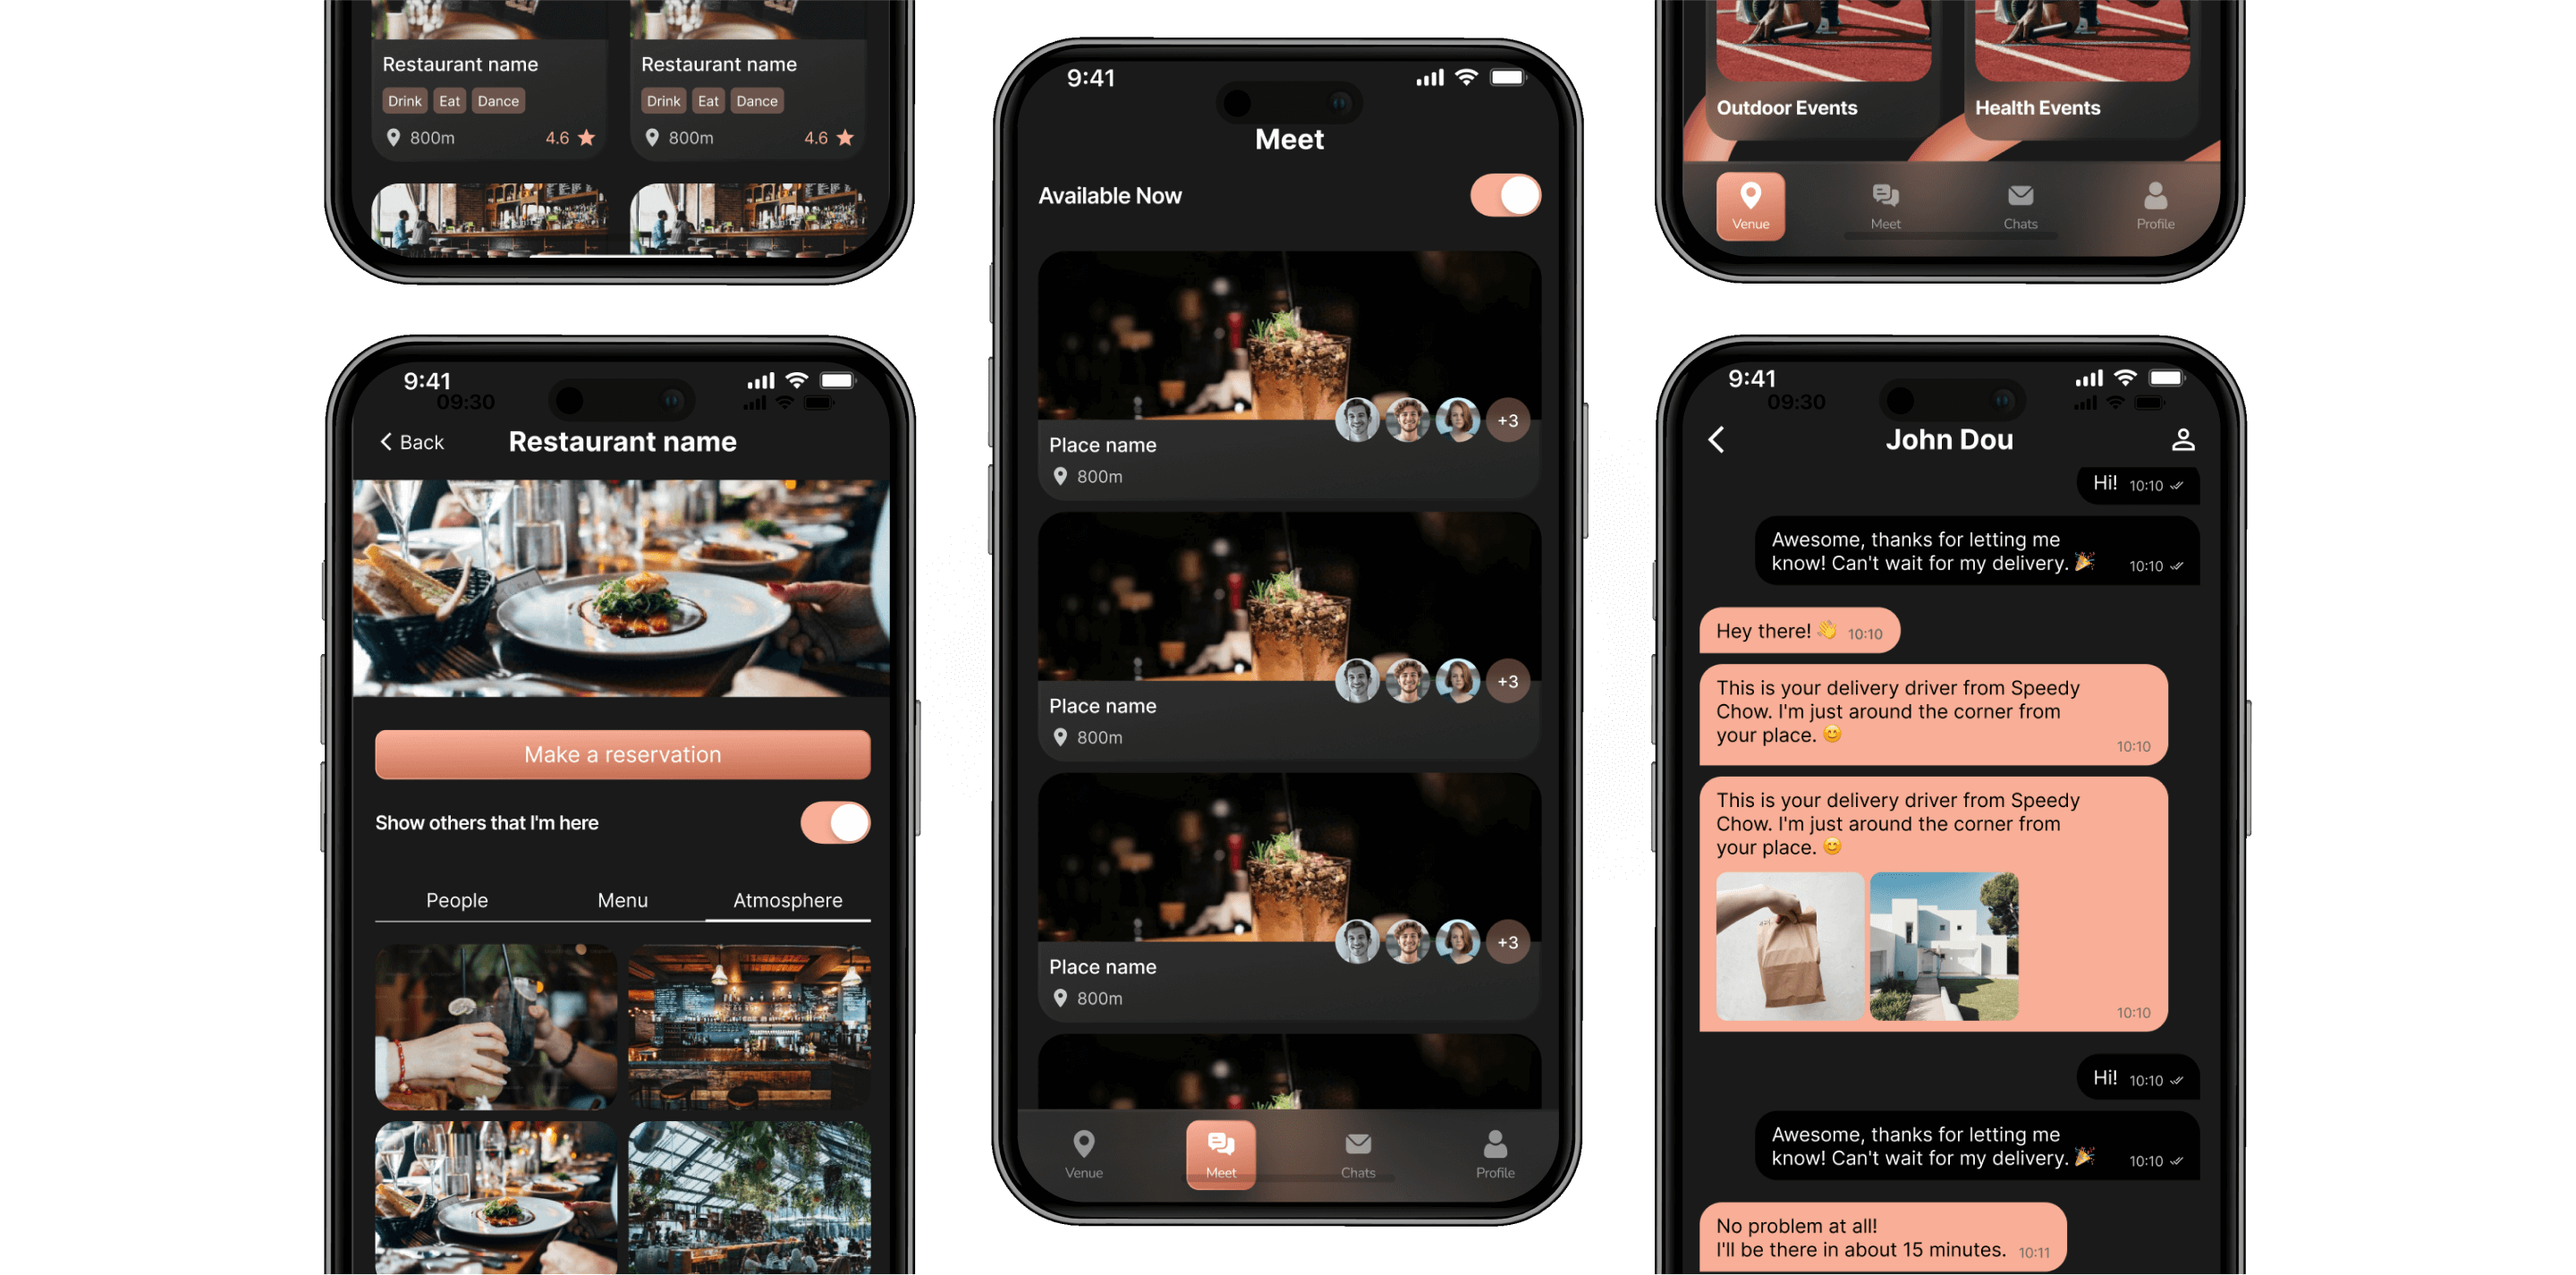 Restaurant name
Drink Eat Dance
800m 4.6
Restaurant name
Drink Eat Dance
800m 4.6
9:41
09:30
Back
Restaurant name
Make a reservation
Show others that I'm here
People Menu Atmosphere
9:41
Meet
Available Now
+3
Place name
800m
+3
Place name
800m
+3
Place name
800m
Venue Meet Chats Profile
Outdoor Events
Health Events
Venue Meet Chats Profile
9:41
09:30
John Dou
Hi! 10:10
Awesome, thanks for letting me
know! Can't wait for my delivery. 🎉 10:10
Hey there! 👋 10:10
This is your delivery driver from Speedy
Chow. I'm just around the corner from
your place. 😊
10:10
This is your delivery driver from Speedy
Chow. I'm just around the corner from
your place. 😊
10:10
Hi! 10:10
Awesome, thanks for letting me
know! Can't wait for my delivery. 🎉 10:10
No problem at all!
I'll be there in about 15 minutes. 10:11